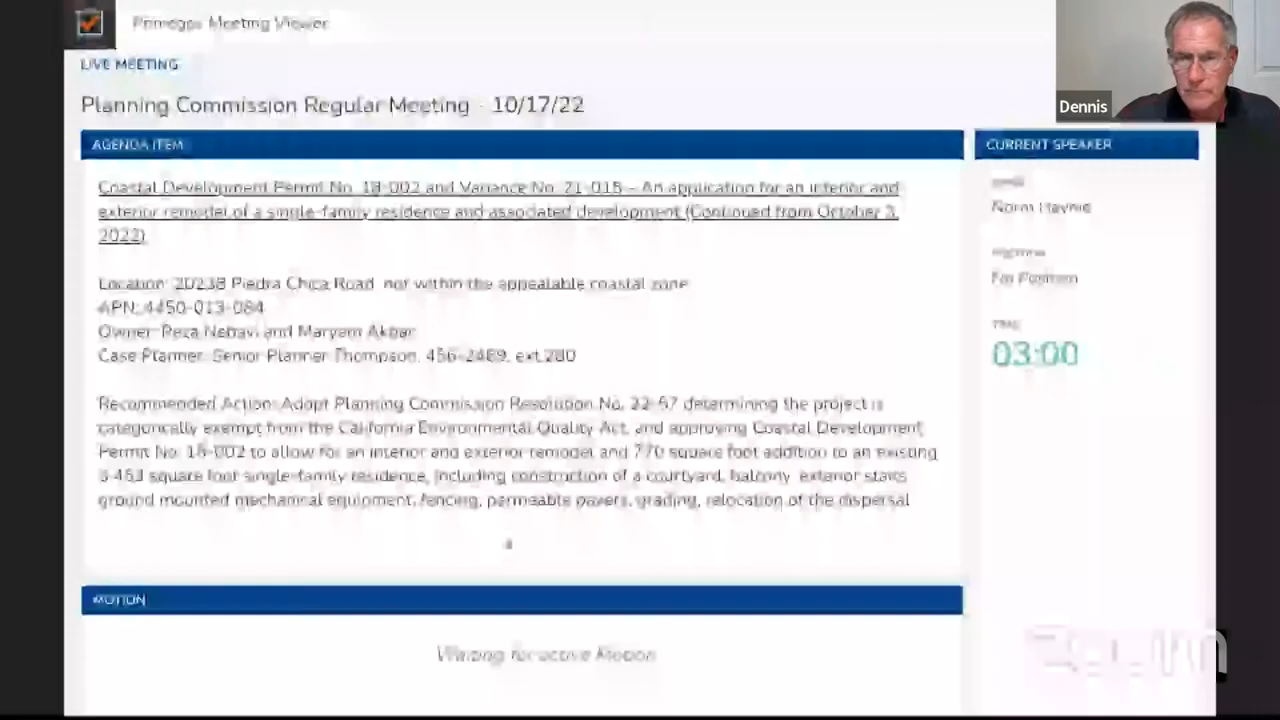 Primegov Meeting Viewer
LIVE MEETING
Dennis
Planning Commission Regular Meeting - 10/17/22
AGENDA ITEM
CURRENT SPEAKER
Coastal Development Permit No. 18-002 and Variance No. 21-015 – An application for an interior and
exterior remodel of a single-family residence and associated development (Continued from October 3,
2022)
Location: 20238 Piedra Chica Road, not within the appealable coastal zone
APN: 4450-013-084
Owner: Reza Nabavi and Maryam Akbar
Case Planner: Senior Planner Thompson, 456-2489, ext.280
Recommended Action: Adopt Planning Commission Resolution No. 22-57 determining the project is
categorically exempt from the California Environmental Quality Act, and approving Coastal Development
Permit No. 18-002 to allow for an interior and exterior remodel and 770 square foot addition to an existing
square foot single-family residence, including construction of a courtyard, balcony, exterior stairs
ground mounted mechanical equipment, fencing, permeable pavers, grading, relocation of the dispersal
Norm Haynie
POSITION
For Position
TIME
03:00
MOTION
Waiting for active Motion
zoom